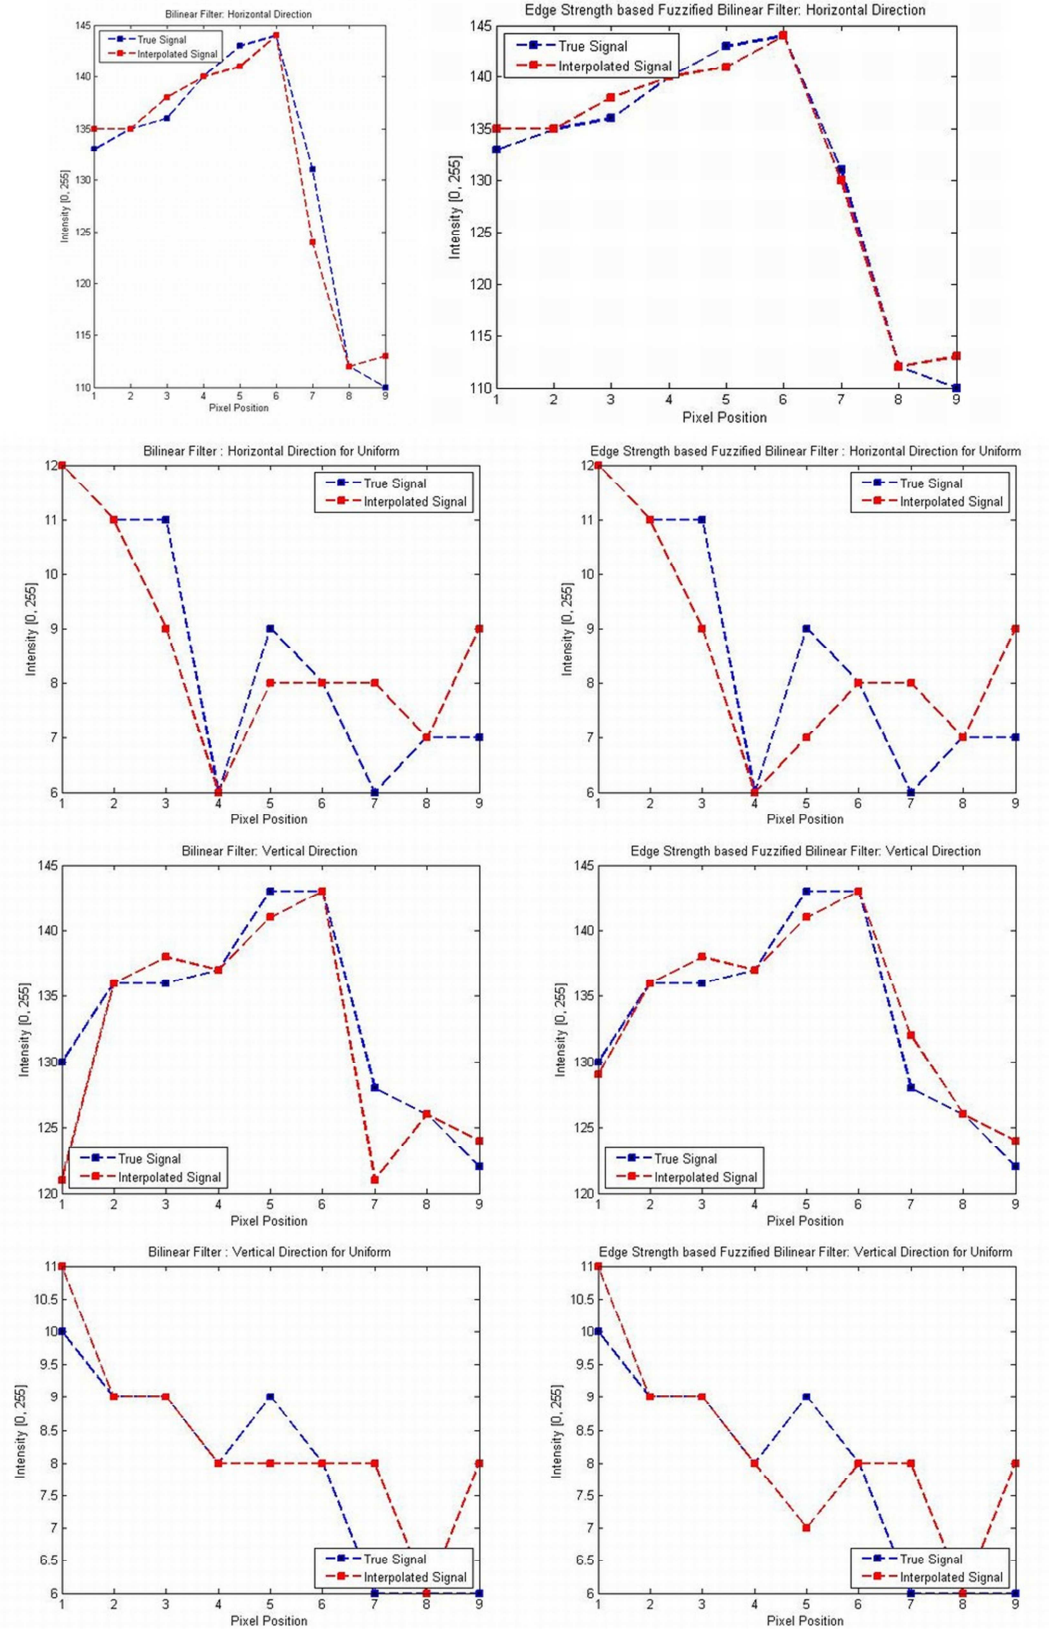 Bilinear Filter: Horizontal Direction
145
140
135
130
125
120
115
110
Intensity [0, 255]
True Signal
Interpolated Signal
1 2 3 4 5 6 7 8 9
Pixel Position
Edge Strength based Fuzzified Bilinear Filter: Horizontal Direction
145
140
135
130
125
120
115
110
Intensity [0, 255]
True Signal
Interpolated Signal
1 2 3 4 5 6 7 8 9
Pixel Position
Bilinear Filter : Horizontal Direction for Uniform
12
11
10
9
8
7
6
Intensity [0, 255]
True Signal
Interpolated Signal
1 2 3 4 5 6 7 8 9
Pixel Position
Edge Strength based Fuzzified Bilinear Filter : Horizontal Direction for Uniform
12
11
10
9
8
7
6
Intensity [0, 255]
True Signal
Interpolated Signal
1 2 3 4 5 6 7 8 9
Pixel Position
Bilinear Filter: Vertical Direction
145
140
135
130
125
120
Intensity [0, 255]
True Signal
Interpolated Signal
1 2 3 4 5 6 7 8 9
Pixel Position
Edge Strength based Fuzzified Bilinear Filter: Vertical Direction
145
140
135
130
125
120
Intensity [0, 255]
True Signal
Interpolated Signal
1 2 3 4 5 6 7 8 9
Pixel Position
Bilinear Filter : Vertical Direction for Uniform
11
10.5
10
9.5
9
8.5
8
7.5
7
6.5
6
Intensity [0, 255]
True Signal
Interpolated Signal
1 2 3 4 5 6 7 8 9
Pixel Position
Edge Strength based Fuzzified Bilinear Filter: Vertical Direction for Uniform
11
10.5
10
9.5
9
8.5
8
7.5
7
6.5
6
Intensity [0, 255]
True Signal
Interpolated Signal
1 2 3 4 5 6 7 8 9
Pixel Position